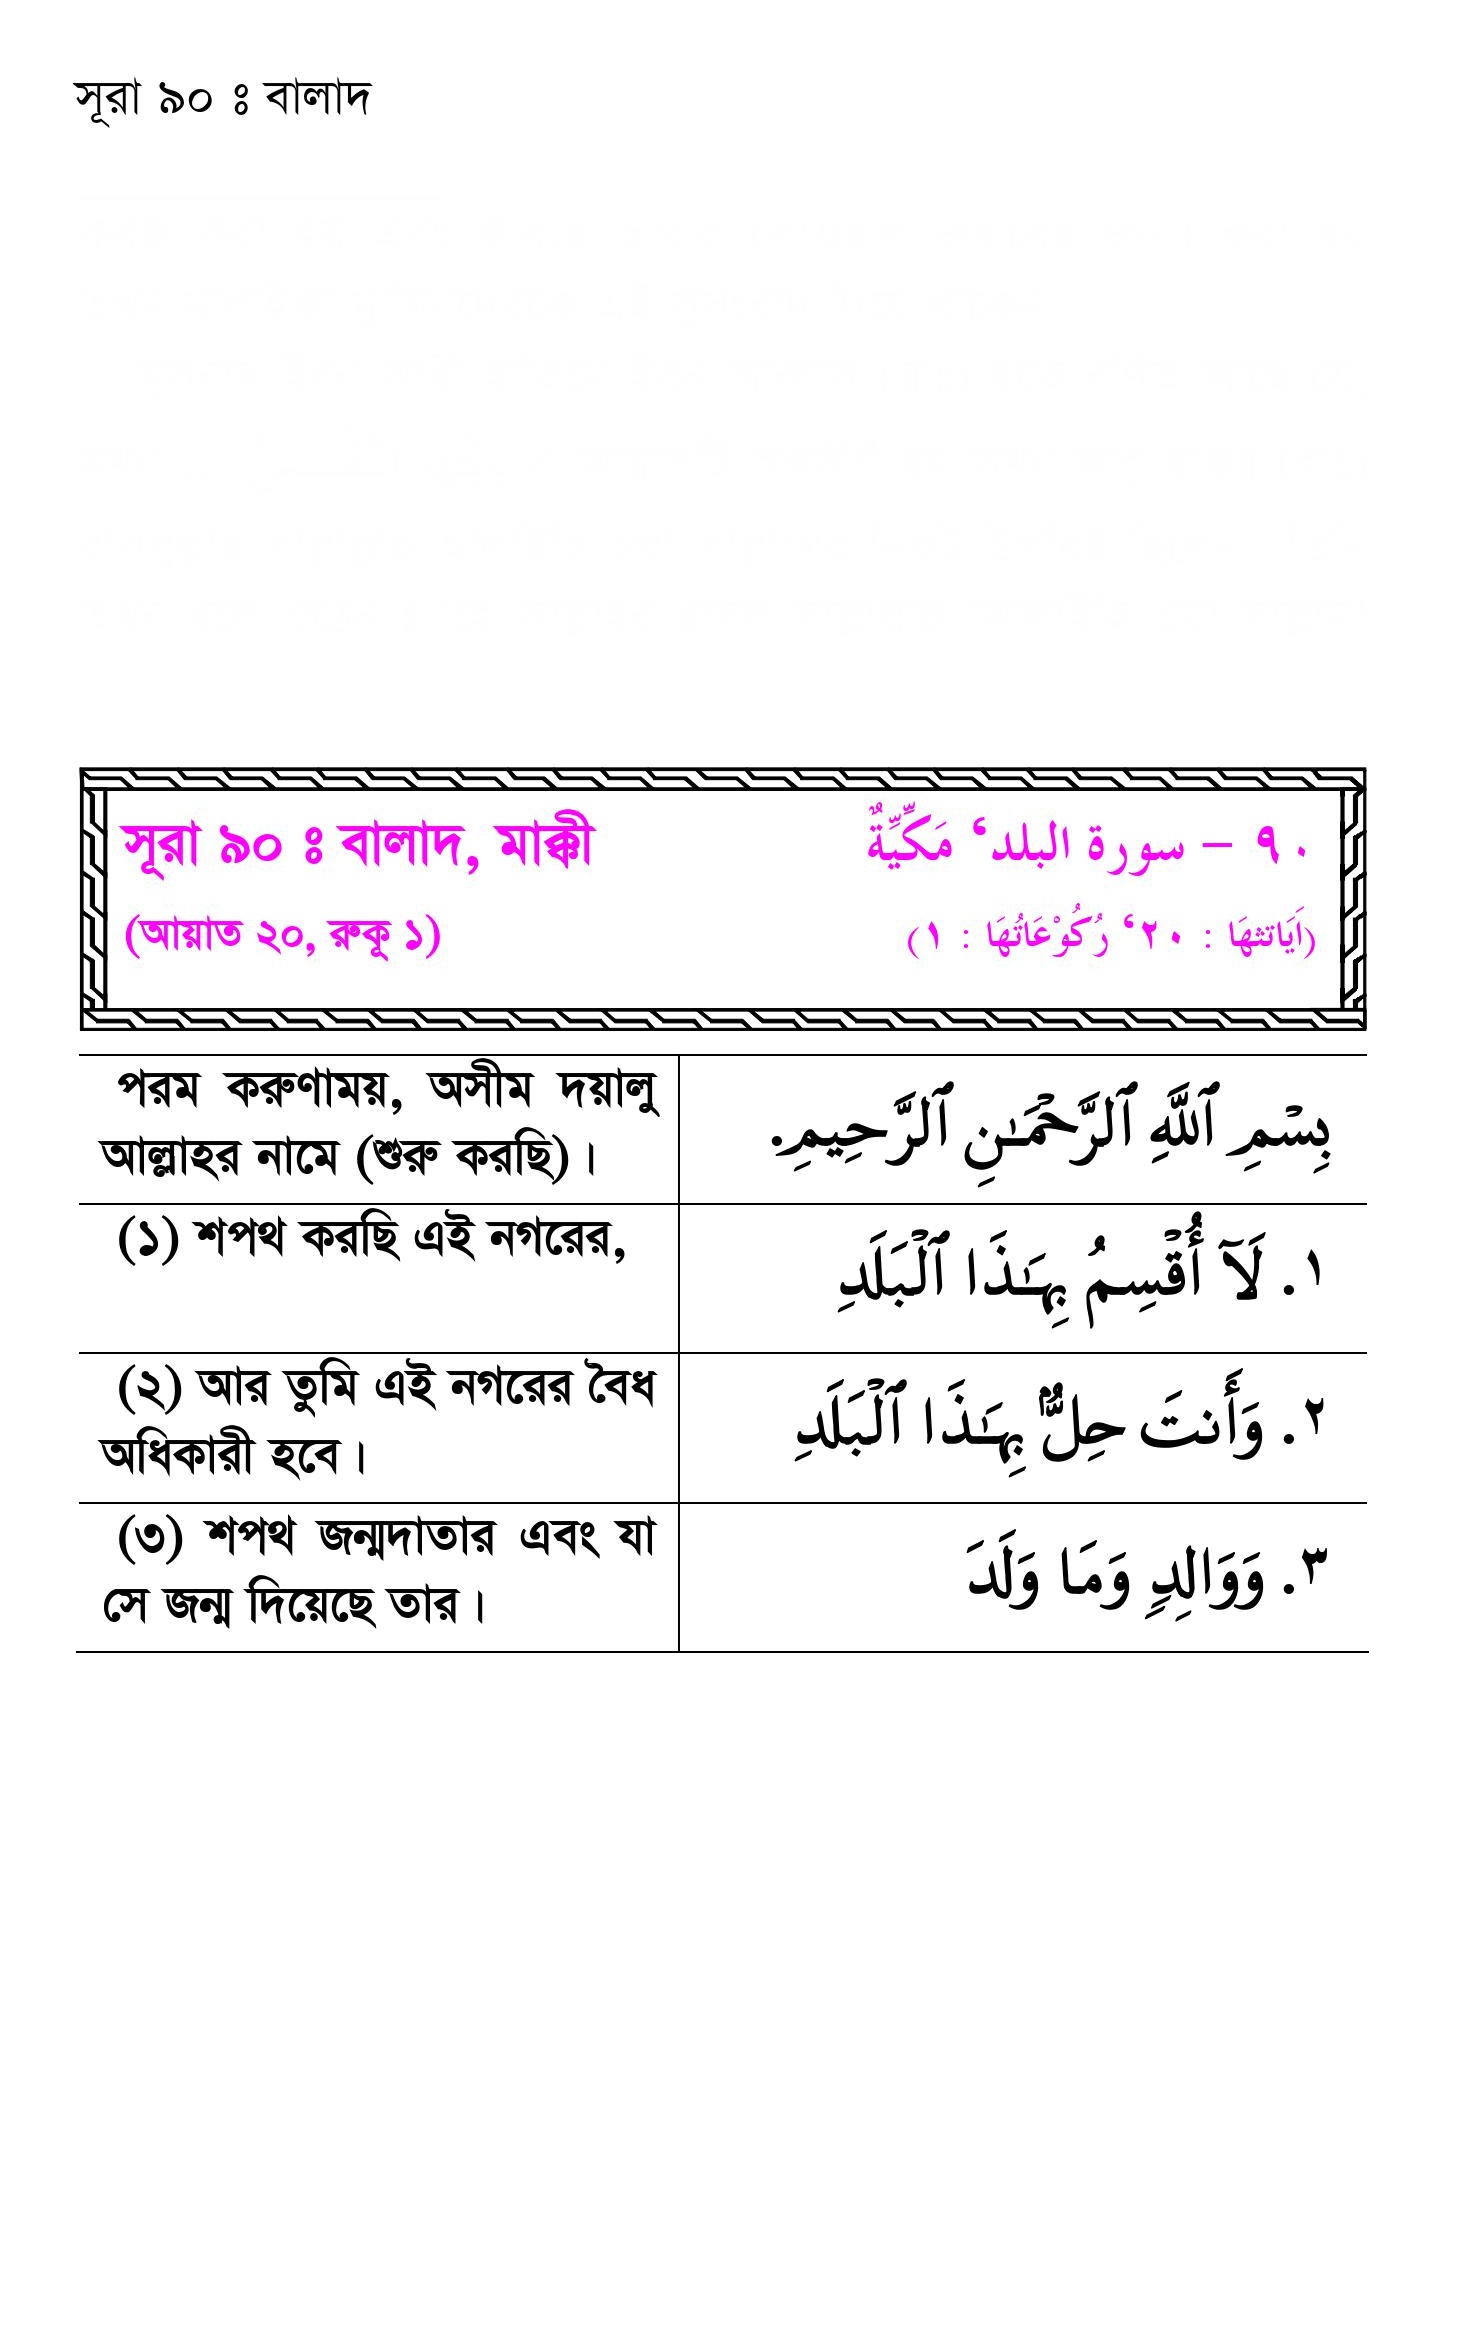 সূরা ৯০ ঃ বালাদ
সূরা ৯০ ঃ বালাদ, মাক্কী
٩٠ – سورة البلد‘ مَكِّيِّةٌ
(আয়াত ২০, রুকূ ১)
(اَيَاتثهَا : ٢٠‘ رُكُوْعَاتُهَا : ١)
পরম করুণাময়, অসীম দয়ালু
আল্লাহর নামে (শুরু করছি)।
بِسْمِ ٱللَّهِ ٱلرَّحْمَـٰنِ ٱلرَّحِيمِ.
(১) শপথ করছি এই নগরের,
١. لَآ أُقْسِمُ بِهَـٰذَا ٱلْبَلَدِ
(২) আর তুমি এই নগরের বৈধ
অধিকারী হবে।
٢. وَأَنتَ حِلٌّۢ بِهَـٰذَا ٱلْبَلَدِ
(৩) শপথ জন্মদাতার এবং যা
সে জন্ম দিয়েছে তার।
٣. وَوَالِدٍ وَمَا وَلَدَ